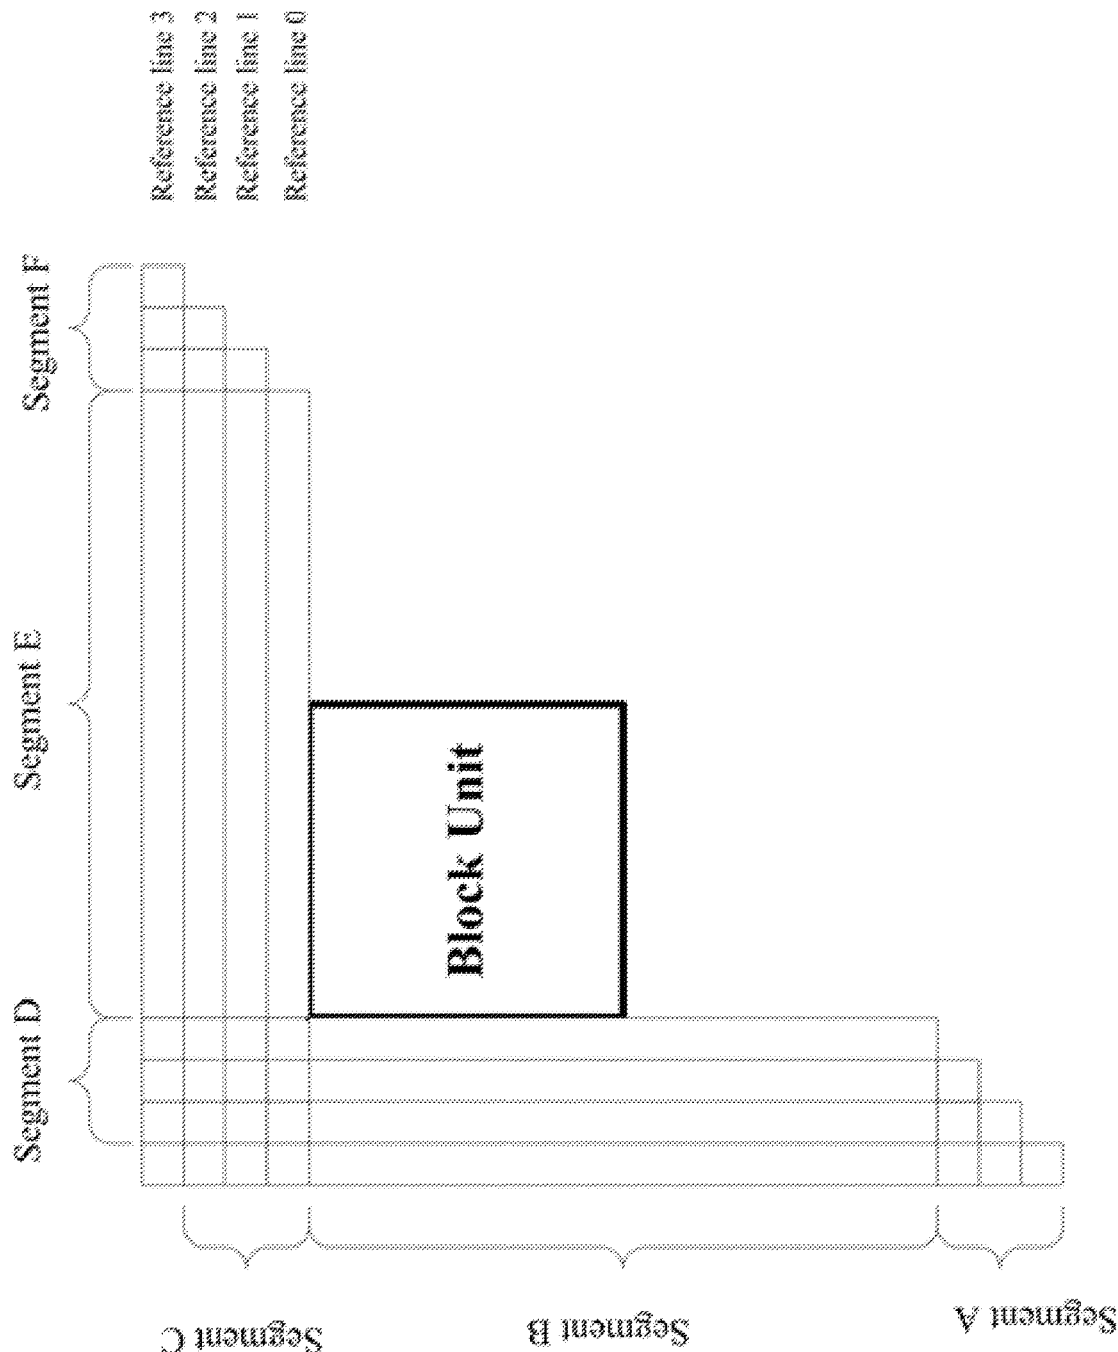 Reference line 3
Reference line 2
Reference line 1
Reference line 0
Segment F
Segment E
Segment D
Block Unit
Segment C
Segment B
Segment A